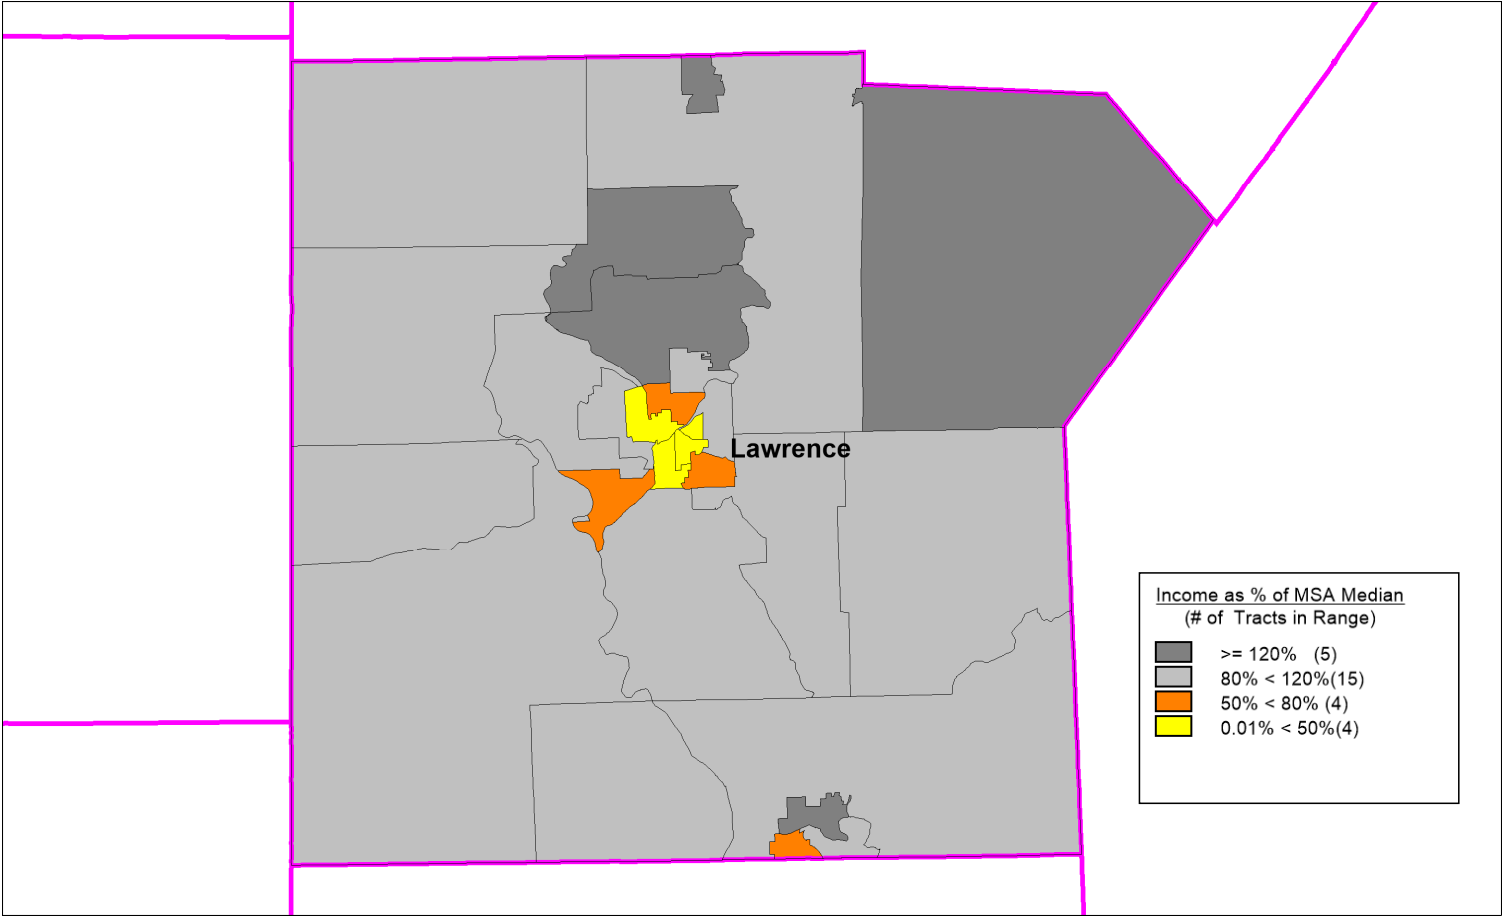 Lawrence
Income as % of MSA Median
(# of Tracts in Range)
>= 120% (5)
80% < 120%(15)
50% < 80% (4)
0.01% < 50%(4)